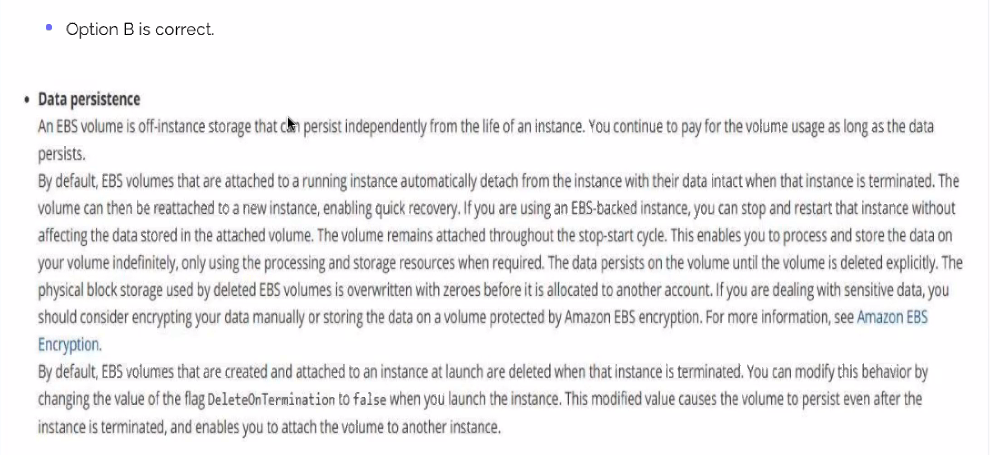 Option B is correct.
Data persistence
An EBS volume is off-instance storage that can persist independently from the life of an instance. You continue to pay for the volume usage as long as the data
persists.
By default, EBS volumes that are attached to a running instance automatically detach from the instance with their data intact when that instance is terminated. The
volume can then be reattached to a new instance, enabling quick recovery. If you are using an EBS-backed instance, you can stop and restart that instance without
affecting the data stored in the attached volume. The volume remains attached throughout the stop-start cycle. This enables you to process and store the data on
your volume indefinitely, only using the processing and storage resources when required. The data persists on the volume until the volume is deleted explicitly. The
physical block storage used by deleted EBS volumes is overwritten with zeroes before it is allocated to another account. If you are dealing with sensitive data, you
should consider encrypting your data manually or storing the data on a volume protected by Amazon EBS encryption. For more information, see Amazon EBS
Encryption.
By default, EBS volumes that are created and attached to an instance at launch are deleted when that instance is terminated. You can modify this behavior by
changing the value of the flag DeleteOnTermination to false when you launch the instance. This modified value causes the volume to persist even after the
instance is terminated, and enables you to attach the volume to another instance.